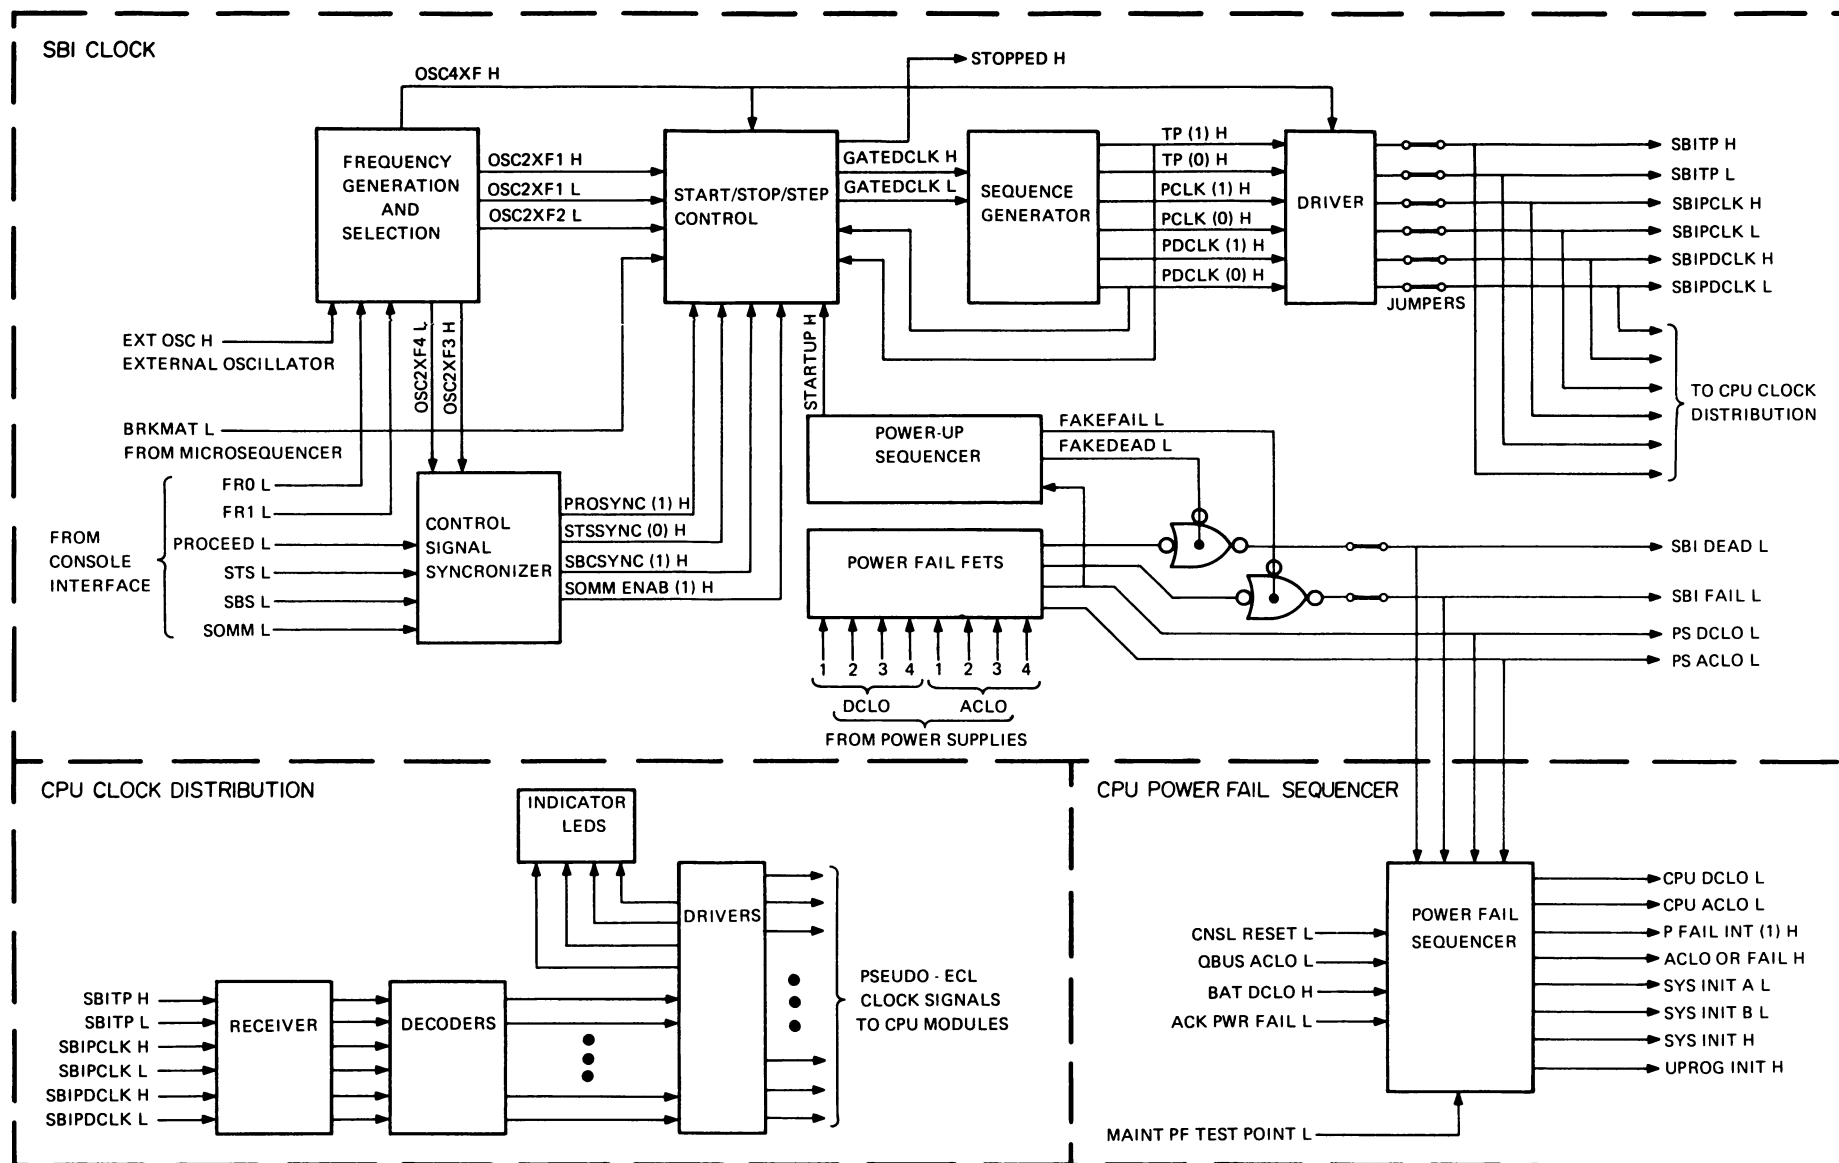 SBI CLOCK
OSC4XF H
STOPPED H
FREQUENCY
GENERATION
AND
SELECTION
OSC2XF1 H
OSC2XF1 L
OSC2XF2 L
START/STOP/STEP
CONTROL
GATEDCLK H
GATEDCLK L
SEQUENCE
GENERATOR
TP (1) H
TP (0) H
PCLK (1) H
PCLK (0) H
PDCLK (1) H
PDCLK (0) H
DRIVER
JUMPERS
SBITP H
SBITP L
SBIPCLK H
SBIPCLK L
SBIPDCLK H
SBIPDCLK L
TO CPU CLOCK
DISTRIBUTION
EXT OSC H
EXTERNAL OSCILLATOR
OSC2XF4 L
OSC2XF3 H
STARTUP H
BRKMAT L
FROM MICROSEQUENCER
FR0 L
FR1 L
PROCEED L
STS L
SBS L
SOMM L
FROM
CONSOLE
INTERFACE
CONTROL
SIGNAL
SYNCRONIZER
PROSYNC (1) H
STSSYNC (0) H
SBCSYNC (1) H
SOMM ENAB (1) H
POWER-UP
SEQUENCER
FAKEFAIL L
FAKEDEAD L
POWER FAIL FETS
1 2 3 4 1 2 3 4
DCLO ACLO
FROM POWER SUPPLIES
SBI DEAD L
SBI FAIL L
PS DCLO L
PS ACLO L
CPU CLOCK DISTRIBUTION
INDICATOR
LEDS
DRIVERS
SBITP H
SBITP L
SBIPCLK H
SBIPCLK L
SBIPDCLK H
SBIPDCLK L
RECEIVER
DECODERS
PSEUDO - ECL
CLOCK SIGNALS
TO CPU MODULES
CPU POWER FAIL SEQUENCER
CNSL RESET L
QBUS ACLO L
BAT DCLO H
ACK PWR FAIL L
MAINT PF TEST POINT L
POWER FAIL
SEQUENCER
CPU DCLO L
CPU ACLO L
P FAIL INT (1) H
ACLO OR FAIL H
SYS INIT A L
SYS INIT B L
SYS INIT H
UPROG INIT H